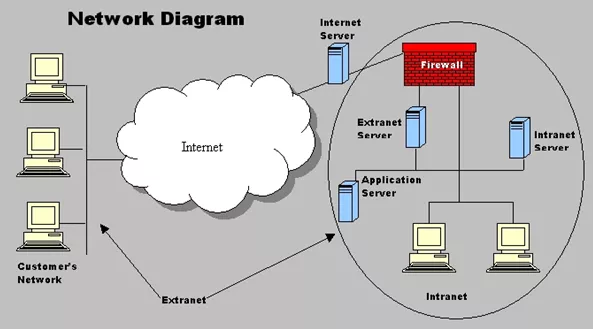 Network Diagram
Internet
Server
Firewall
Extranet
Server
Intranet
Server
Internet
Application
Server
Customer's
Network
Extranet
Intranet